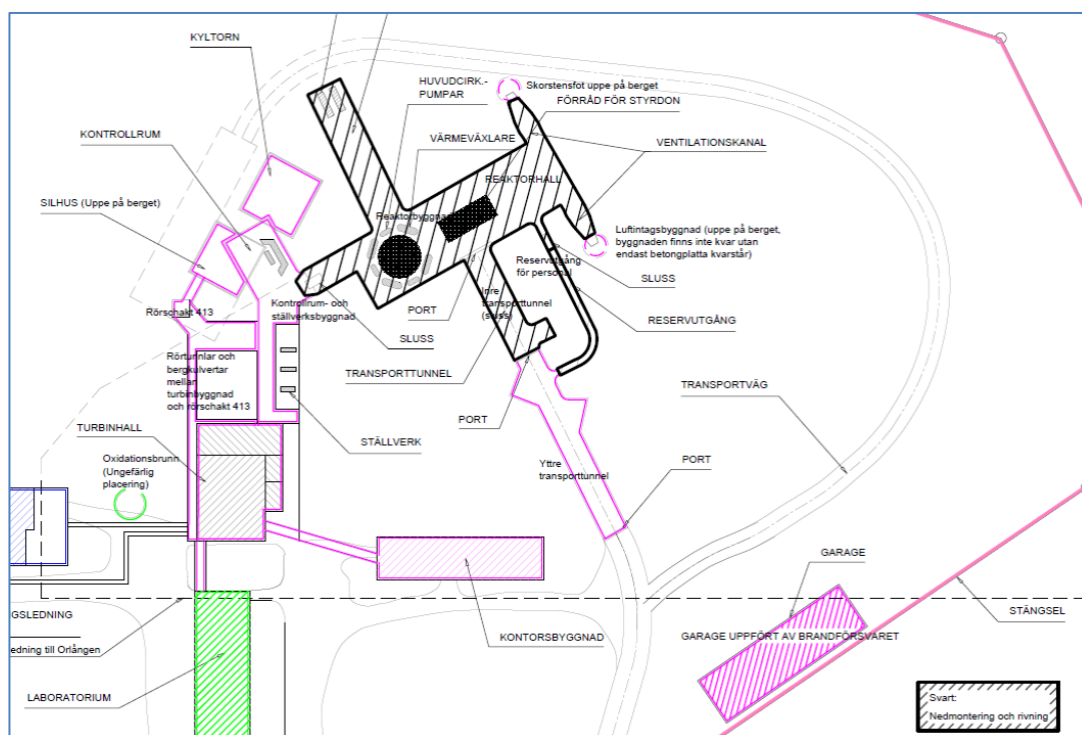 KYLTORN
HUVUDCIRK.-
PUMPAR
Skorstensfot uppe på berget
FÖRRÅD FÖR STYRDON
KONTROLLRUM
VÄRMEVÄXLARE
VENTILATIONSKANAL
REAKTORHALL
SILHUS (Uppe på berget)
Reaktorbyggnad
Luftintagsbyggnad (uppe på berget,
byggnaden finns inte kvar utan
endast betongplatta kvarstår)
Reservutgång
för personal
SLUSS
Rörschakt 413
Kontrollrum- och
ställverksbyggnad
PORT
Inre
transporttunnel
(sluss)
RESERVUTGÅNG
SLUSS
Rörtunnlar och
bergkulvertar
mellan
turbinbyggnad
och rörschakt 413
TRANSPORTTUNNEL
TRANSPORTVÄG
PORT
TURBINHALL
STÄLLVERK
Oxidationsbrunn
(Ungefärlig
placering)
PORT
Yttre
transporttunnel
GARAGE
STÄNGSEL
GSLEDNING
KONTORSBYGGNAD
GARAGE UPPFÖRT AV BRANDFÖRSVARET
edning till Orlången
LABORATORIUM
Svart:
Nedmontering och rivning